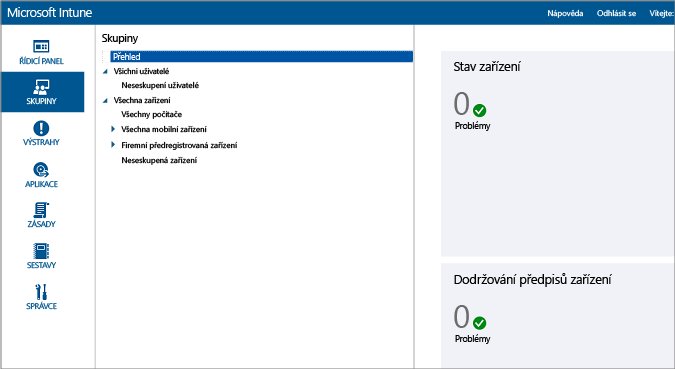 Microsoft Intune
Nápověda Odhlásit se Vítejte:
ŘÍDICÍ PANEL
SKUPINY
VÝSTRAHY
APLIKACE
ZÁSADY
SESTAVY
SPRÁVCE
Skupiny
Přehled
Všichni uživatelé
Neseskupení uživatelé
Všechna zařízení
Všechny počítače
Všechna mobilní zařízení
Firemní předregistrovaná zařízení
Neseskupená zařízení
Stav zařízení
0
Problémy
Dodržování předpisů zařízení
0
Problémy